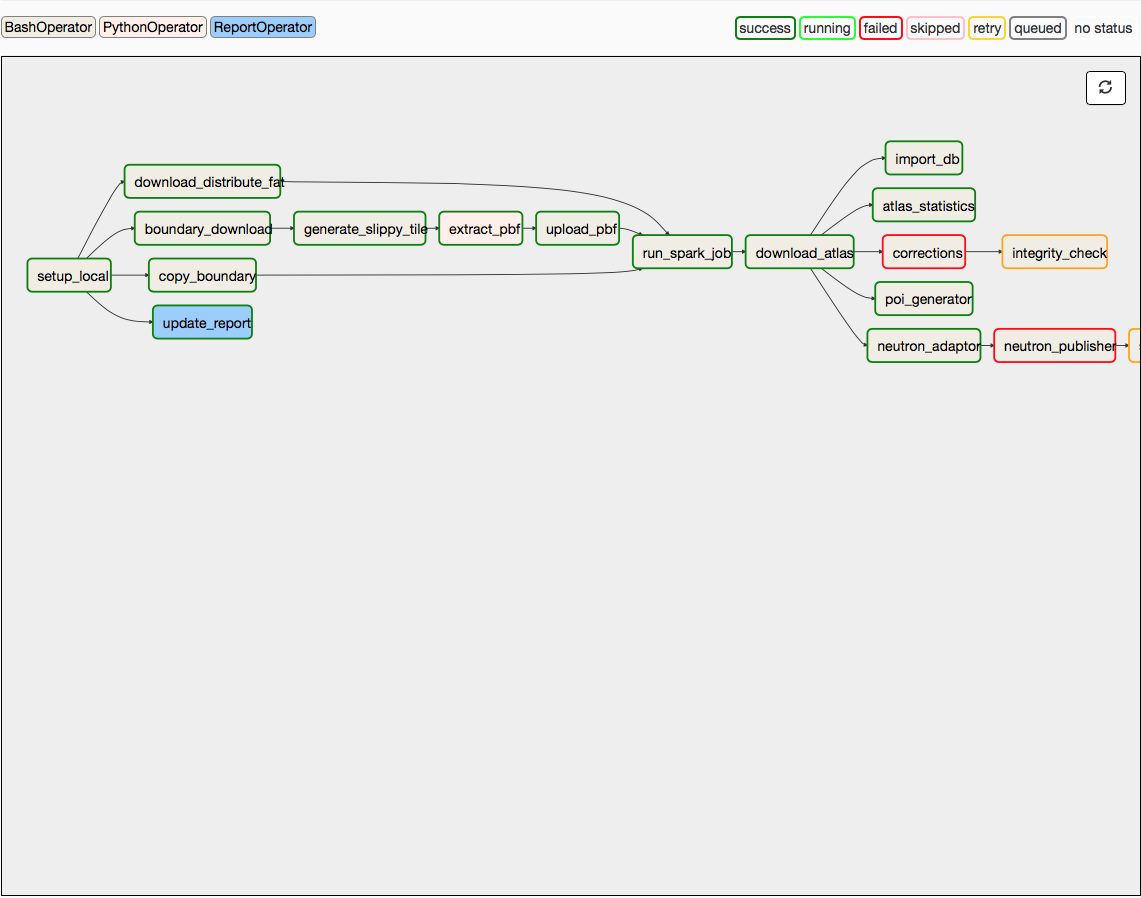 BashOperator PythonOperator ReportOperator success running failed skipped retry queued no status
import_db
download_distribute_fat
atlas_statistics
boundary_download generate_slippy_tile extract_pbf upload_pbf
run_spark_job download_atlas corrections integrity_check
setup_local copy_boundary
poi_generator
update_report
neutron_adaptor neutron_publisher